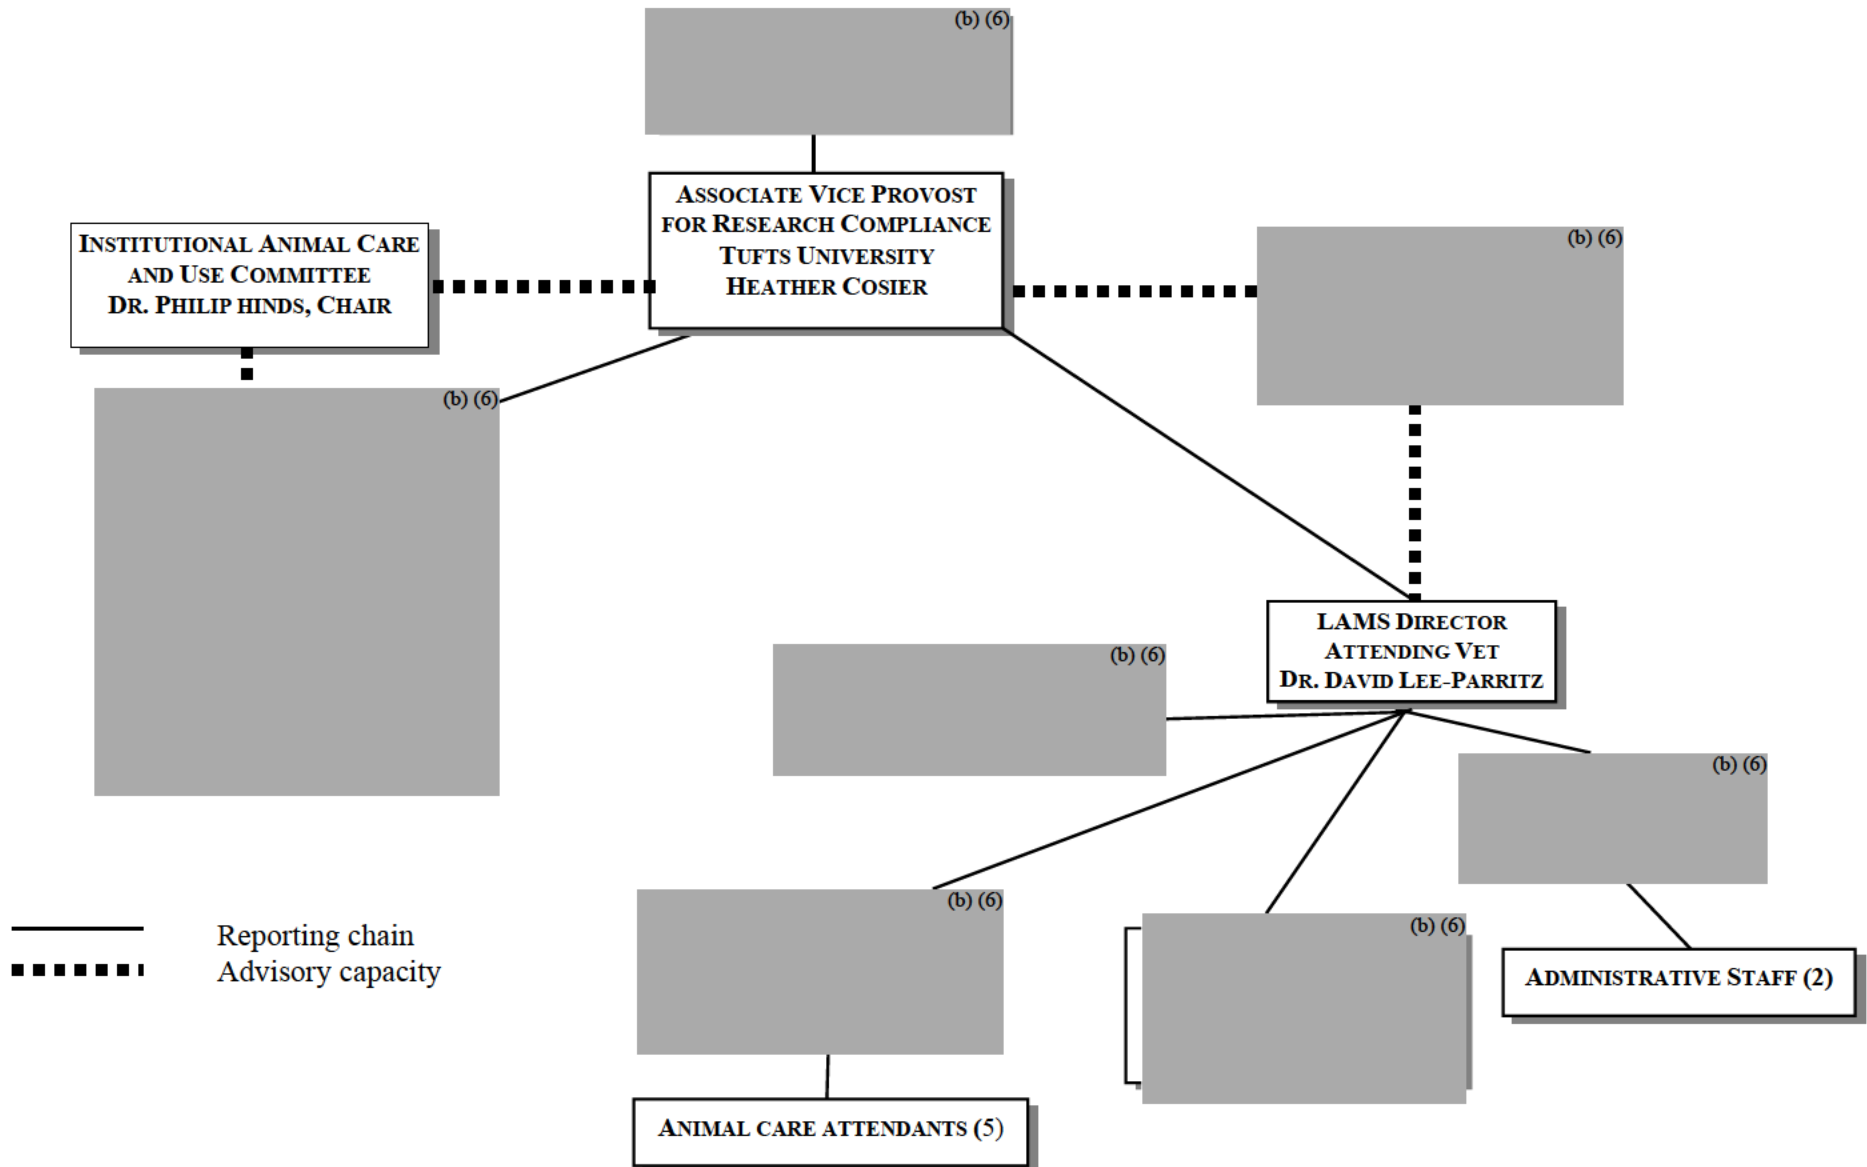 (b) (6)
ASSOCIATE VICE PROVOST
FOR RESEARCH COMPLIANCE
TUFTS UNIVERSITY
HEATHER COSIER
INSTITUTIONAL ANIMAL CARE
AND USE COMMITTEE
DR. PHILIP HINDS, CHAIR
(b) (6)
(b) (6)
LAMS DIRECTOR
ATTENDING VET
DR. DAVID LEE-PARRITZ
(b) (6)
(b) (6)
(b) (6)
(b) (6)
Reporting chain
Advisory capacity
ADMINISTRATIVE STAFF (2)
ANIMAL CARE ATTENDANTS (5)